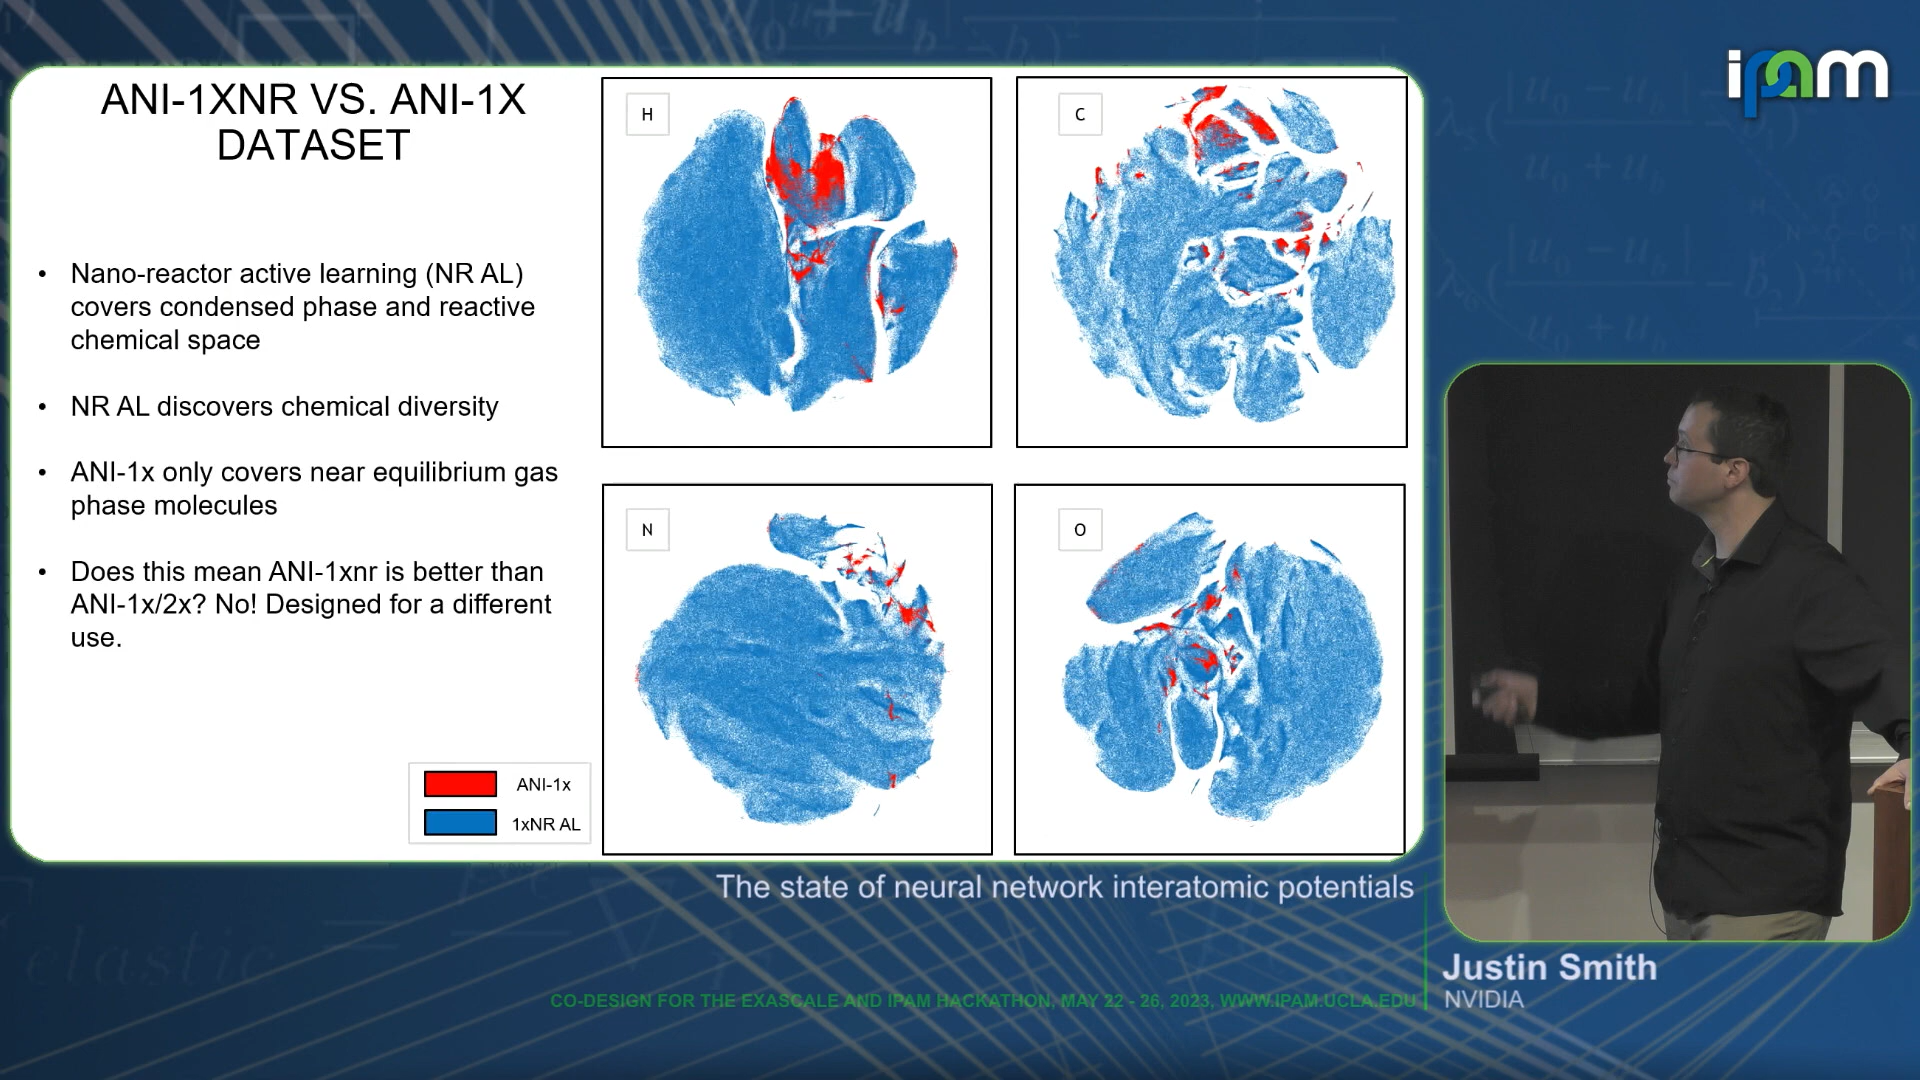 ANI-1XNR VS. ANI-1X
DATASET
• Nano-reactor active learning (NR AL)
covers condensed phase and reactive
chemical space
• NR AL discovers chemical diversity
• ANI-1x only covers near equilibrium gas
phase molecules
• Does this mean ANI-1xnr is better than
ANI-1x/2x? No! Designed for a different
use.
ANI-1x
1xNR AL
H
C
N
O
ipam
The state of neural network interatomic potentials
Justin Smith
NVIDIA
CO-DESIGN FOR THE EXASCALE AND IPAM HACKATHON, MAY 22 - 26, 2023, WWW.IPAM.UCLA.EDU
elastic